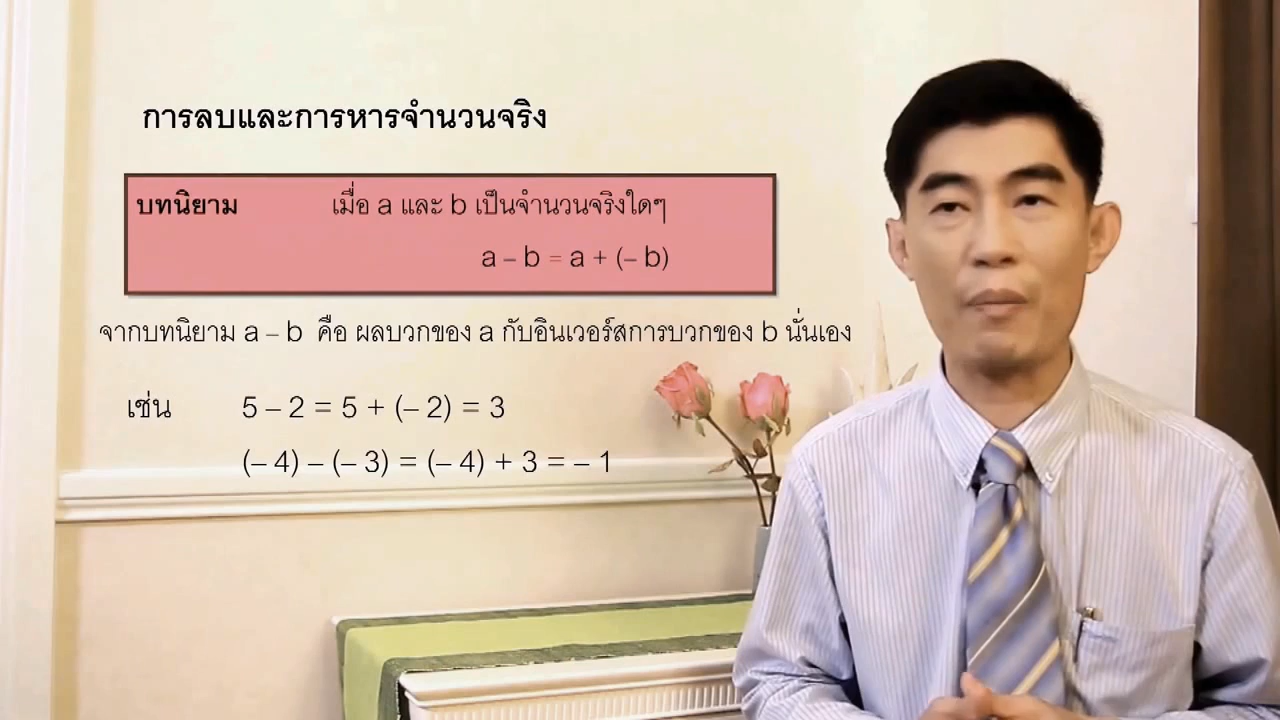 การลบและการหารจำนวนจริง
บทนิยาม เมื่อ a และ b เป็นจำนวนจริงใดๆ
a – b = a + (– b)
จากบทนิยาม a – b คือ ผลบวกของ a กับอินเวอร์สการบวกของ b นั่นเอง
เช่น 5 – 2 = 5 + (– 2) = 3
(– 4) – (– 3) = (– 4) + 3 = – 1